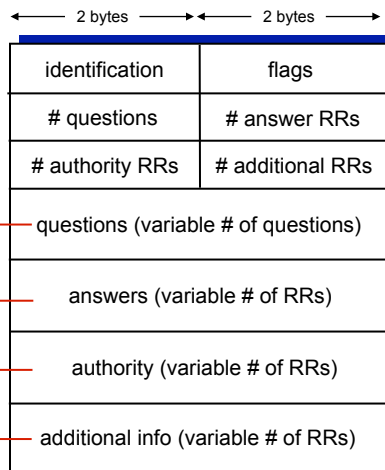 2 bytes 2 bytes
identification flags
# questions # answer RRs
# authority RRs # additional RRs
questions (variable # of questions)
answers (variable # of RRs)
authority (variable # of RRs)
additional info (variable # of RRs)